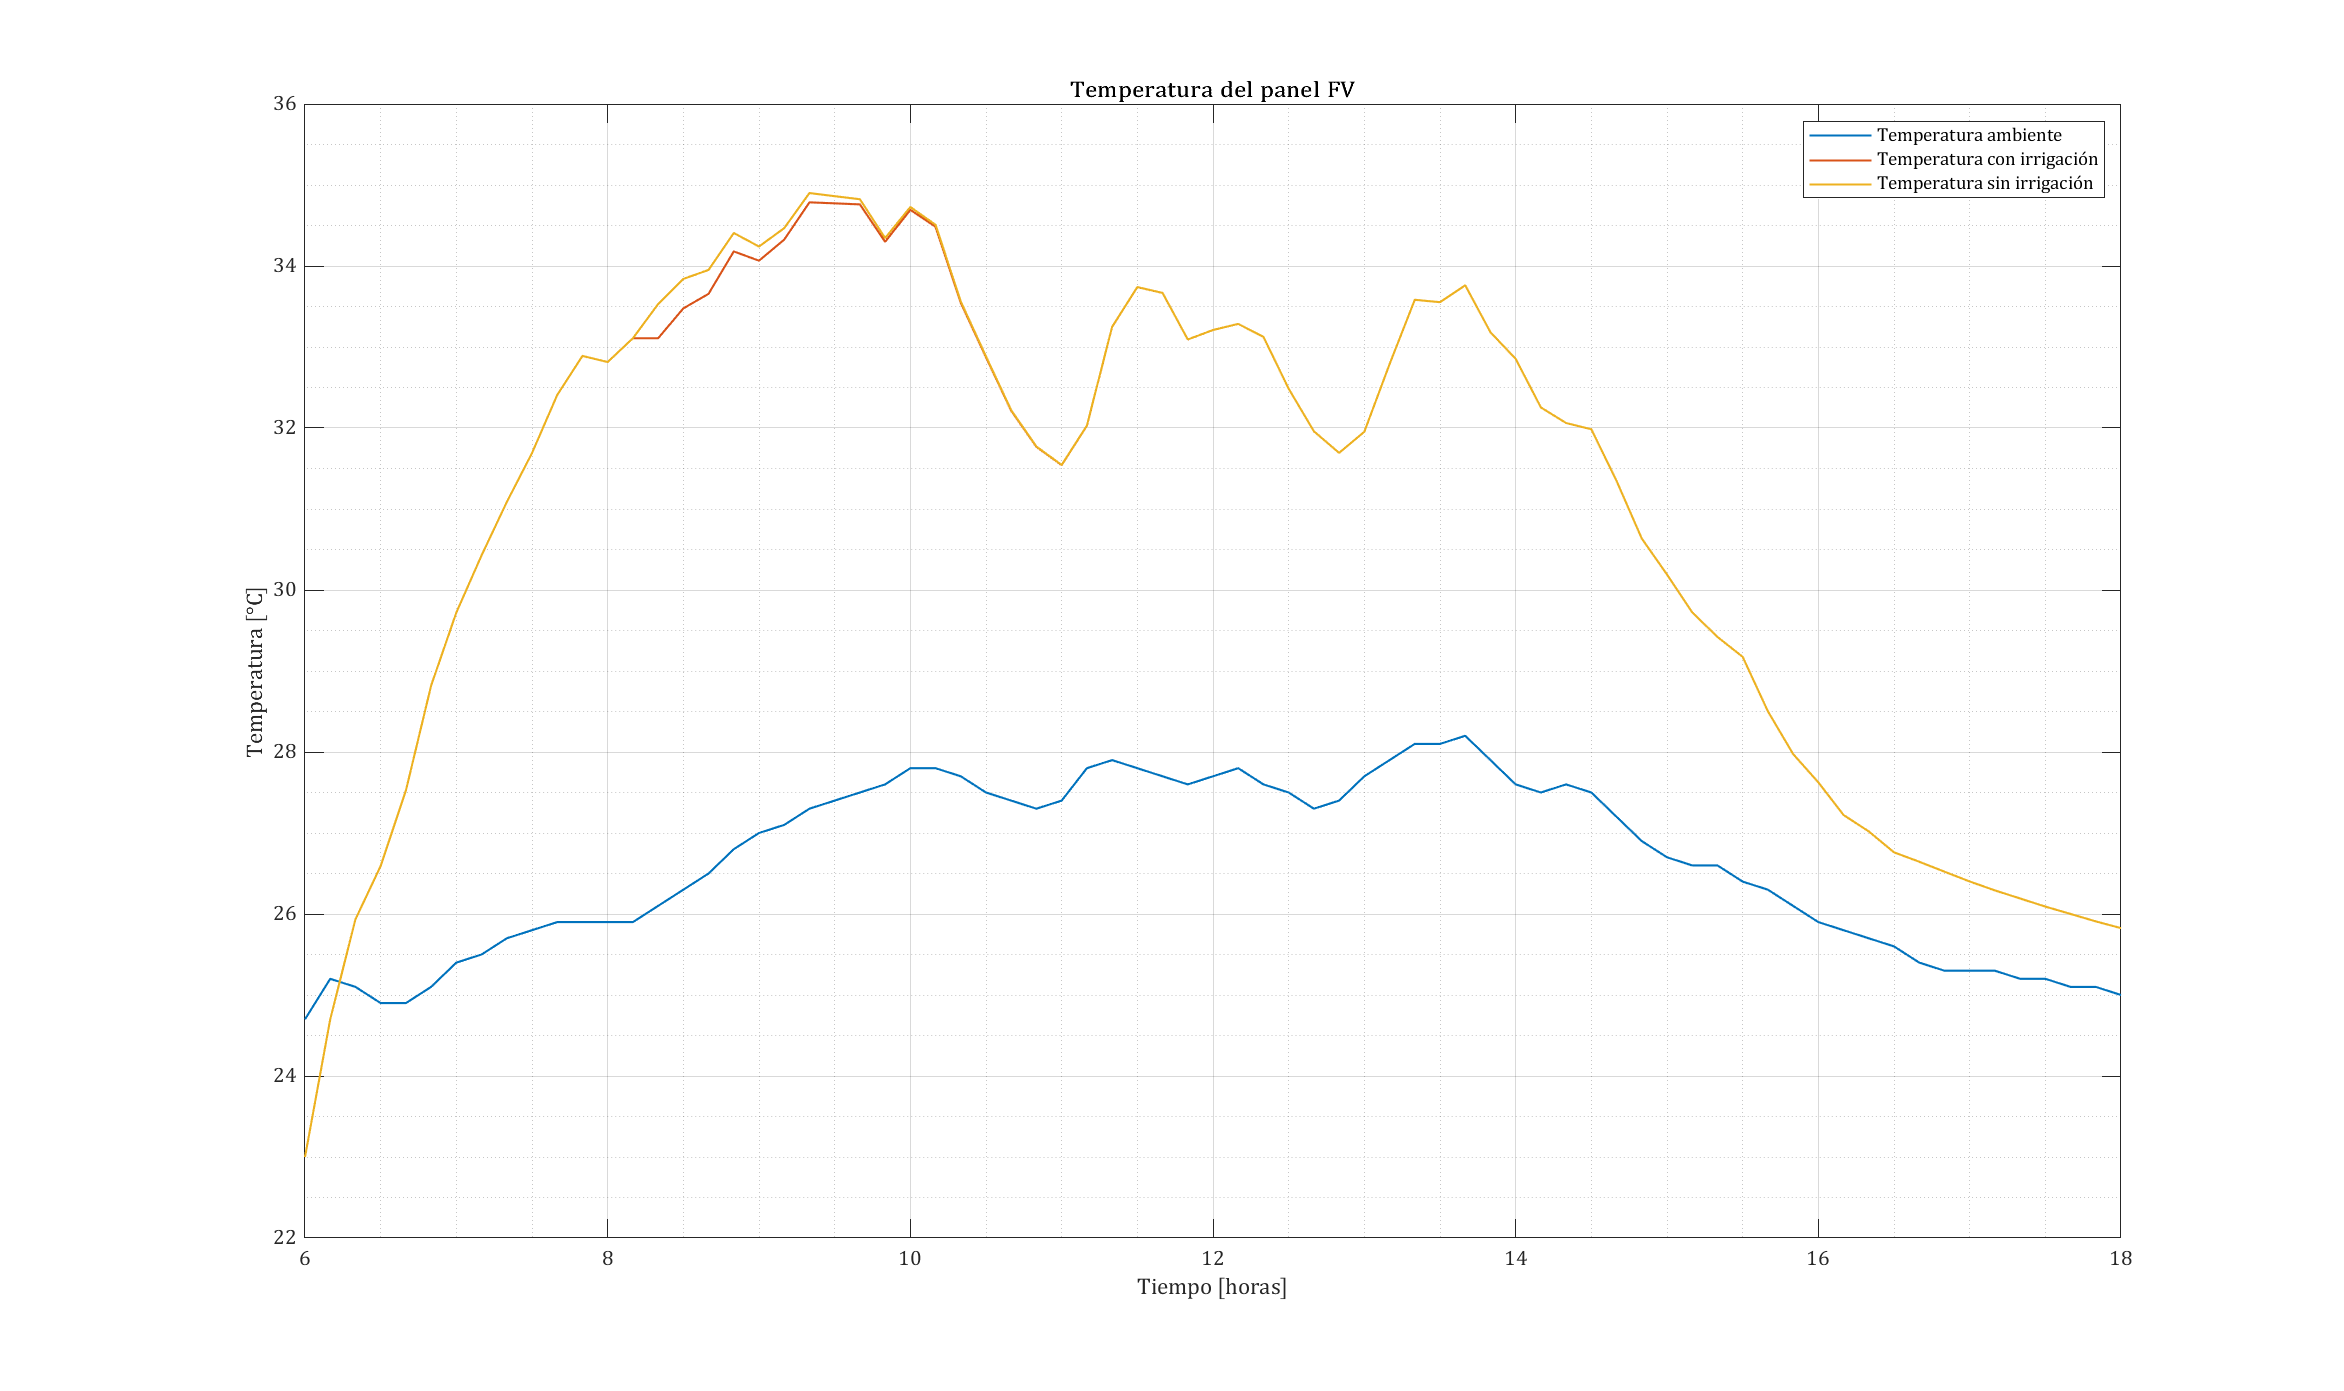 Temperatura del panel FV
36
34
32
30
28
26
24
22
Temperatura [°C]
Temperatura ambiente
Temperatura con irrigación
Temperatura sin irrigación
6 8 10 12 14 16 18
Tiempo [horas]